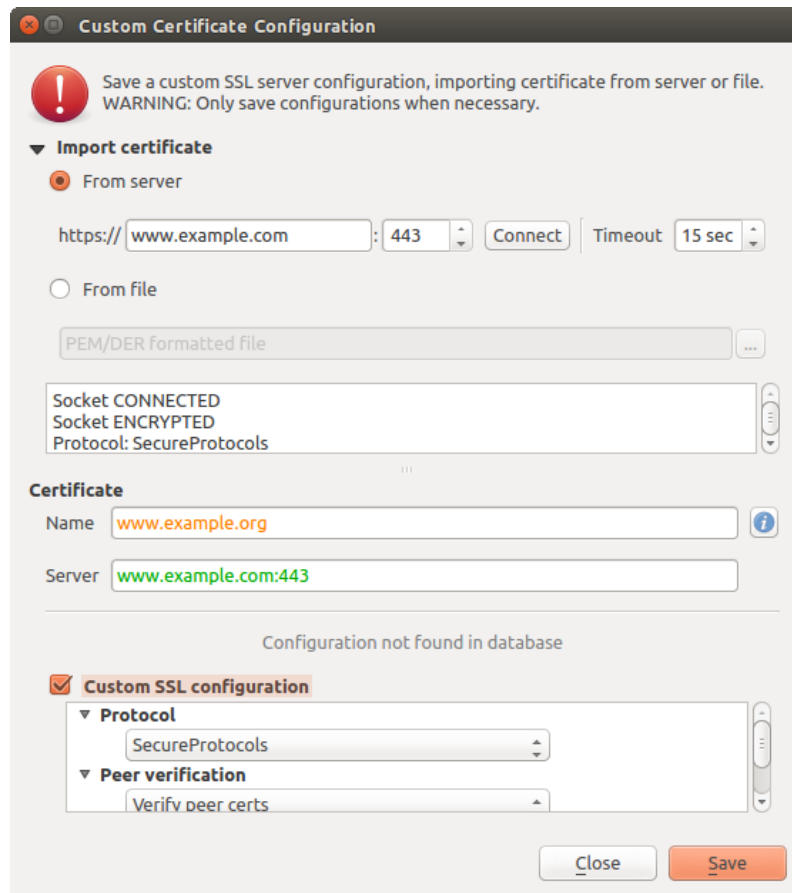 Custom Certificate Configuration
Save a custom SSL server configuration, importing certificate from server or file.
WARNING: Only save configurations when necessary.
Import certificate
From server
https:// www.example.com : 443 Connect Timeout 15 sec
From file
PEM/DER formatted file ...
Socket CONNECTED
Socket ENCRYPTED
Protocol: SecureProtocols
Certificate
Name www.example.org
Server www.example.com:443
Configuration not found in database
Custom SSL configuration
Protocol
SecureProtocols
Peer verification
Verify peer certs
Close Save